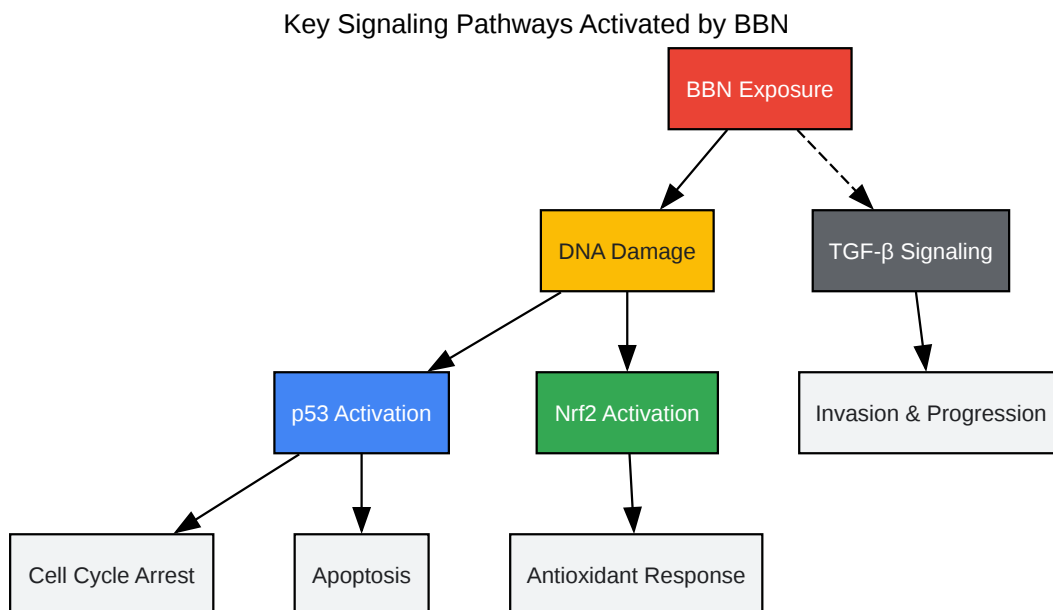 Key Signaling Pathways Activated by BBN
BBN Exposure
DNA Damage
TGF-β Signaling
p53 Activation
Nrf2 Activation
Invasion & Progression
Cell Cycle Arrest
Apoptosis
Antioxidant Response